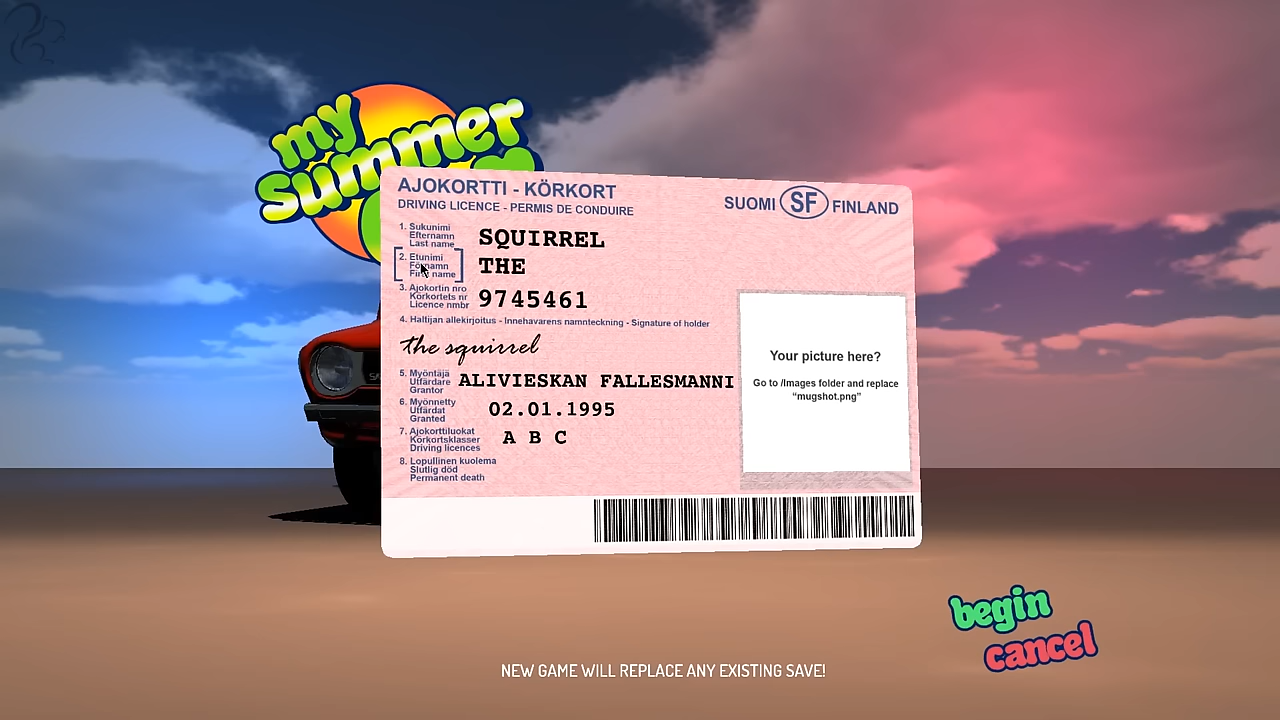 my
summer
AJOKORTTI - KÖRKORT
DRIVING LICENCE - PERMIS DE CONDUIRE
SUOMI SF FINLAND
1. Sukunimi
Efternamn
Last name
SQUIRREL
2. Etunimi
Förnamn
First name
THE
3. Ajokortin nro
Körkortets nr
Licence nmbr
9745461
4. Haltijan allekirjoitus - Innehavarens namnteckning - Signature of holder
the squirrel
5. Myöntäjä
Utfärdare
Grantor
ALIVIESKAN FALLESMANNI
6. Myönnetty
Utfärdat
Granted
02.01.1995
7. Ajokorttiluokat
Körkortsklasser
Driving licences
A B C
8. Lopullinen kuolema
Slutlig död
Permanent death
Your picture here?
Go to /Images folder and replace
“mugshot.png”
begin
cancel
NEW GAME WILL REPLACE ANY EXISTING SAVE!